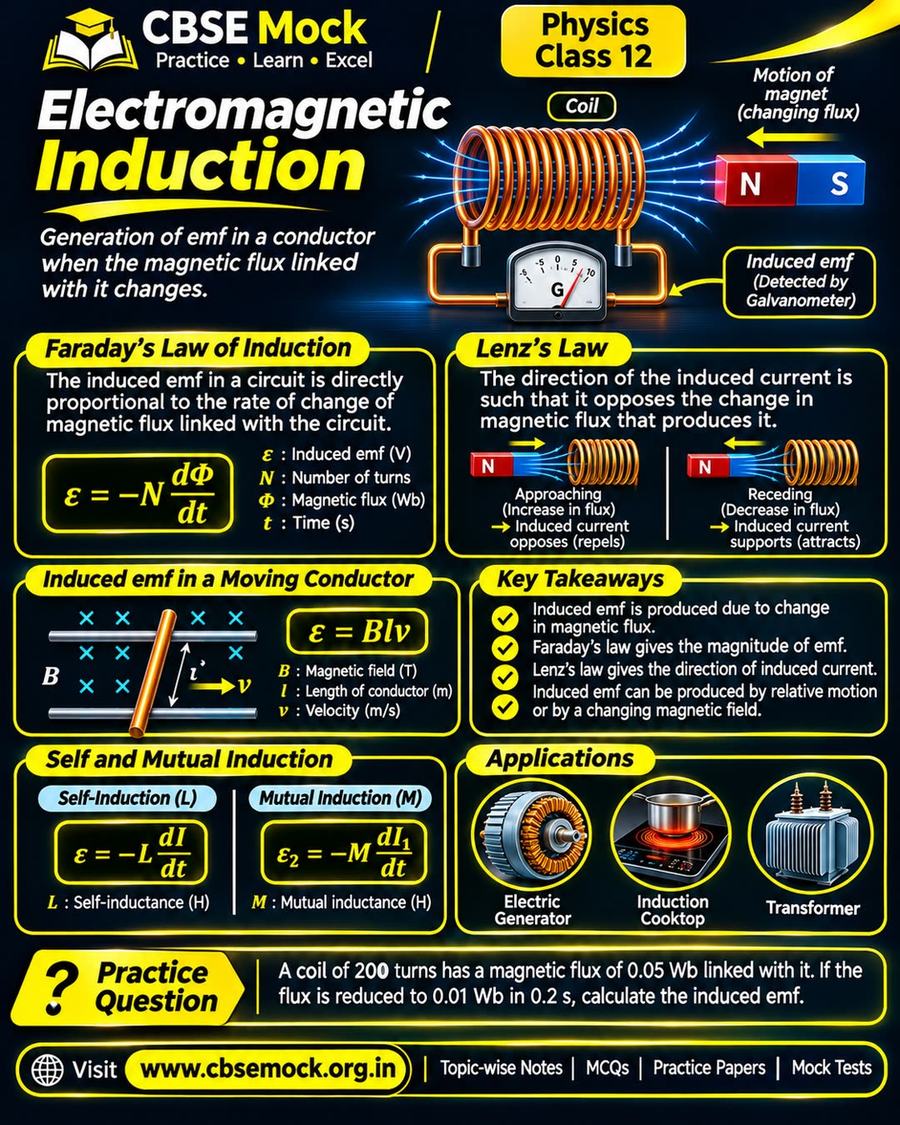 CBSE Mock
Practice • Learn • Excel
Physics
Class 12
Electromagnetic
Induction
Generation of emf in a conductor
when the magnetic flux linked
with it changes.
Coil
Motion of
magnet
(changing flux)
N S
-5 -5 0 5 10
G
Induced emf
(Detected by
Galvanometer)
Faraday's Law of Induction
The induced emf in a circuit is directly
proportional to the rate of change of
magnetic flux linked with the circuit.
ε = −N dΦ/dt
ε : Induced emf (V)
N : Number of turns
Φ : Magnetic flux (Wb)
t : Time (s)
Lenz's Law
The direction of the induced current is
such that it opposes the change in
magnetic flux that produces it.
N
Approaching
(Increase in flux)
→ Induced current
opposes (repels)
N
Receding
(Decrease in flux)
→ Induced current
supports (attracts)
Induced emf in a Moving Conductor
B
v
ε = Blv
B : Magnetic field (T)
l : Length of conductor (m)
v : Velocity (m/s)
Key Takeaways
Induced emf is produced due to change
in magnetic flux.
Faraday's law gives the magnitude of emf.
Lenz's law gives the direction of induced current.
Induced emf can be produced by relative motion
or by a changing magnetic field.
Self and Mutual Induction
Self-Induction (L)
ε = −L dI/dt
L : Self-inductance (H)
Mutual Induction (M)
ε₂ = −M dI₁/dt
M : Mutual inductance (H)
Applications
Electric
Generator
Induction
Cooktop
Transformer
? Practice
Question
A coil of 200 turns has a magnetic flux of 0.05 Wb linked with it. If the
flux is reduced to 0.01 Wb in 0.2 s, calculate the induced emf.
Visit www.cbsemock.org.in | Topic-wise Notes | MCQs | Practice Papers | Mock Tests